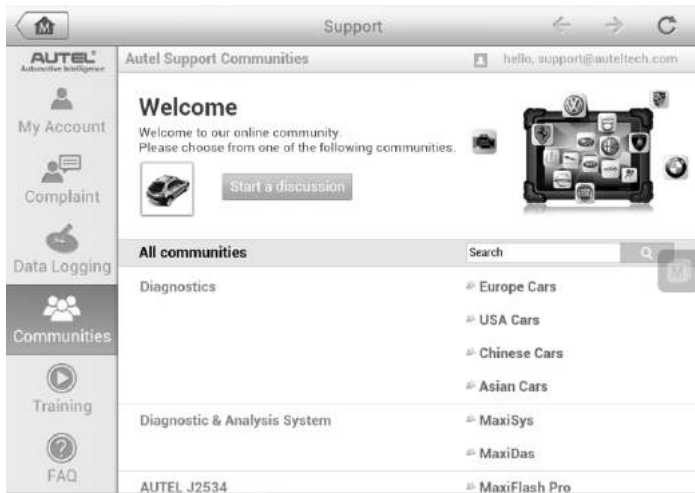 Support
AUTEL®
Automotive Intelligence
My Account
Complaint
Data Logging
Communities
Training
FAQ
Autel Support Communities
hello, support@auteltech.com
Welcome
Welcome to our online community.
Please choose from one of the following communities.
Start a discussion
All communities
Search
M
Diagnostics
Europe Cars
USA Cars
Chinese Cars
Asian Cars
Diagnostic & Analysis System
MaxiSys
MaxiDas
AUTEL J2534
MaxiFlash Pro